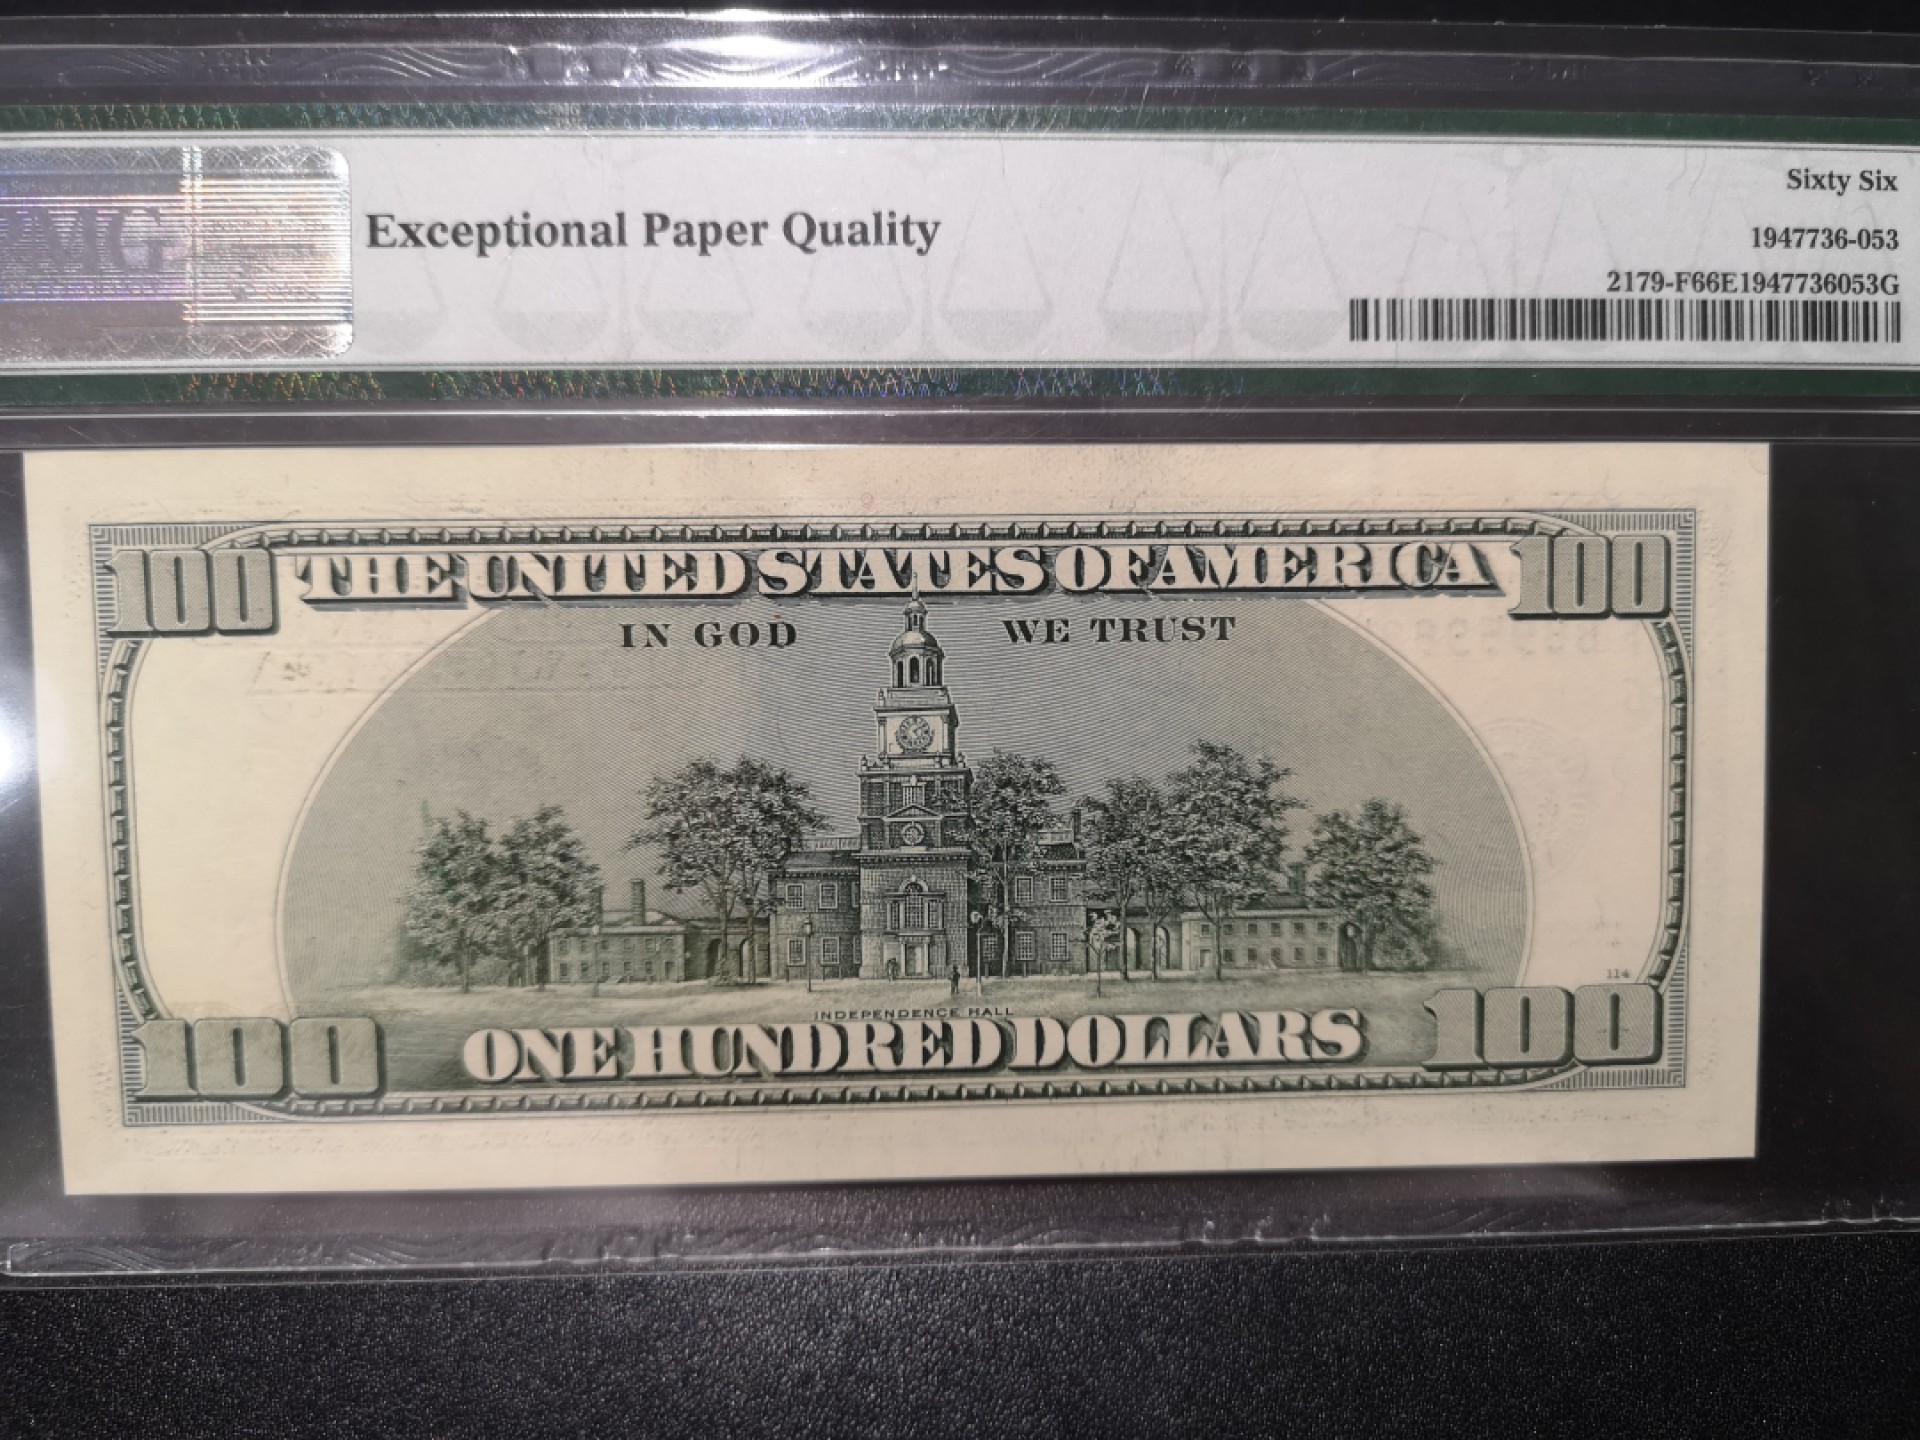 Sixty Six
PMG
Exceptional Paper Quality
1947736-053
2179-F66E1947736053G
100 THE UNITED STATES OF AMERICA 100
IN GOD WE TRUST
114
INDEPENDENCE HALL
100 ONE HUNDRED DOLLARS 100